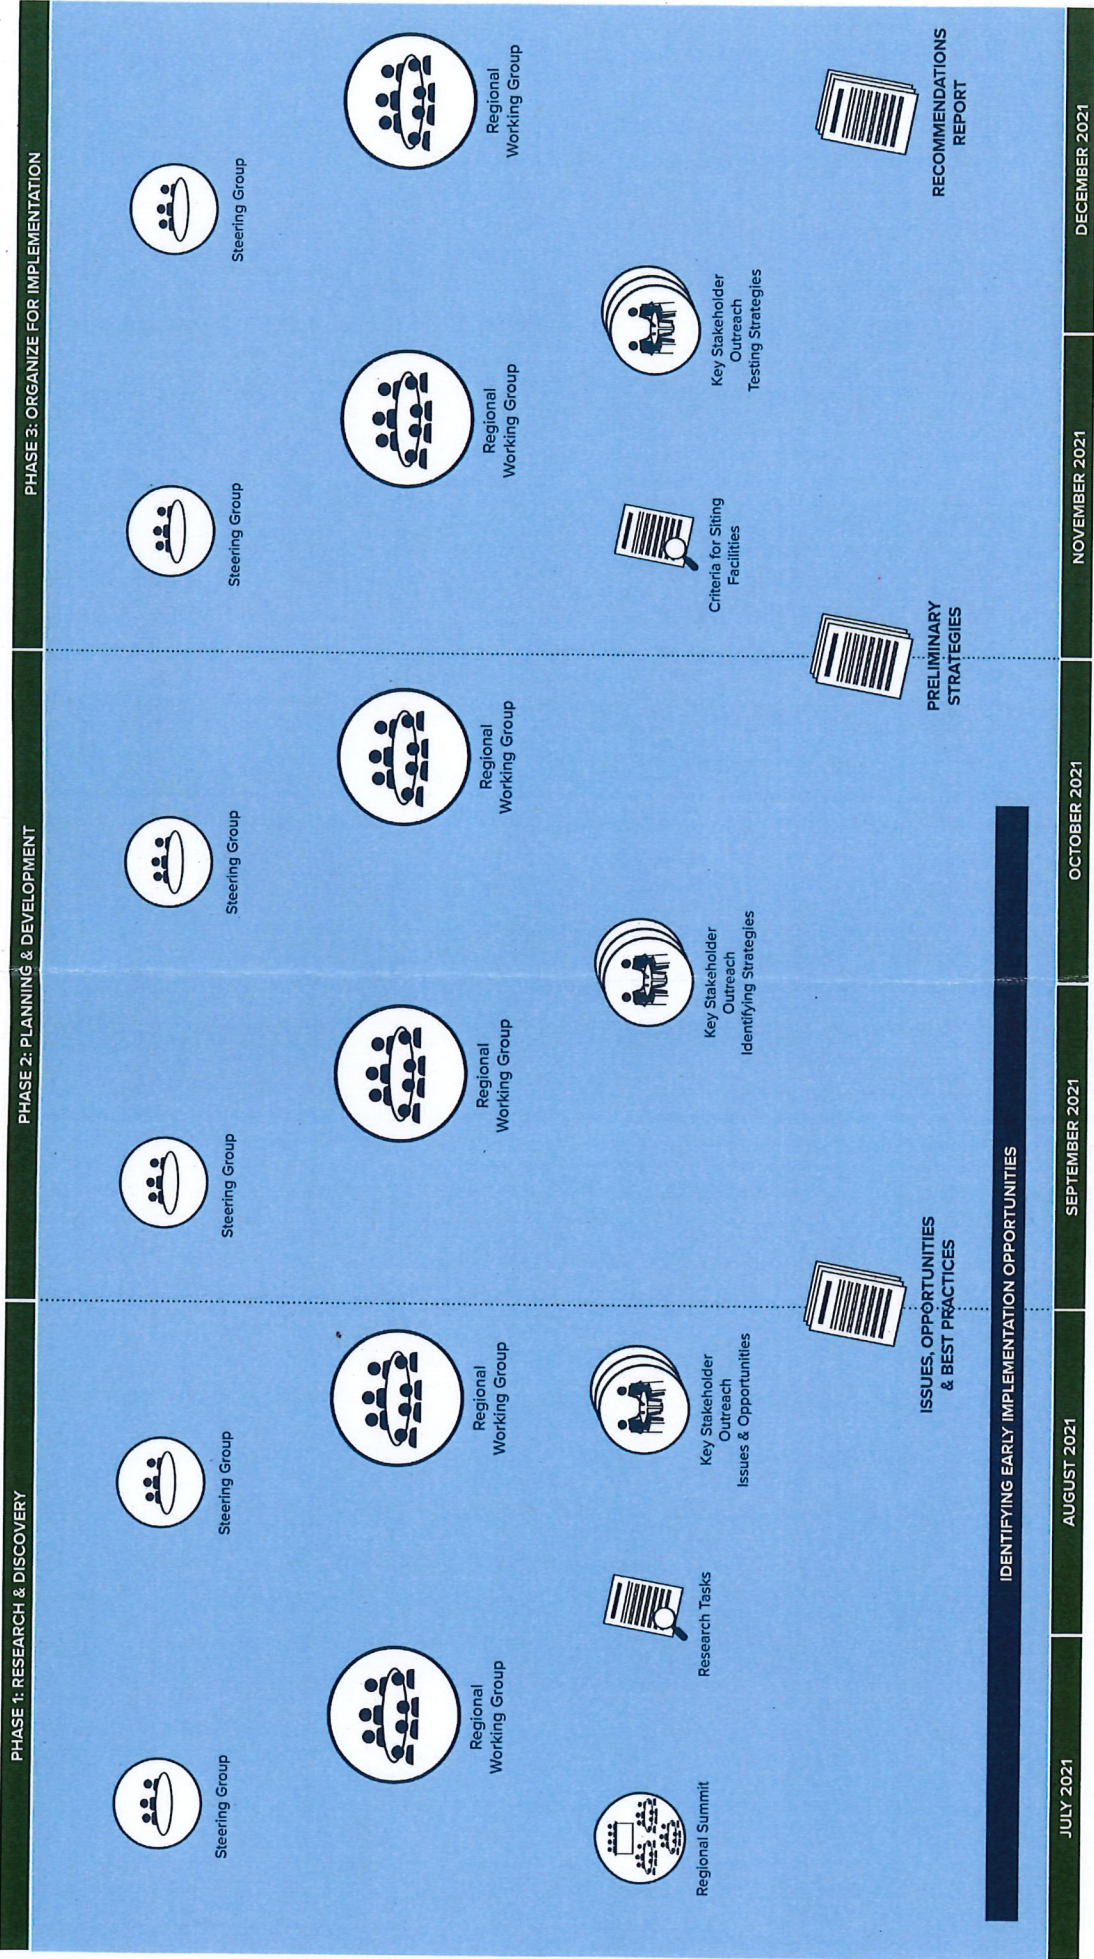 PHASE 1: RESEARCH & DISCOVERY
PHASE 2: PLANNING & DEVELOPMENT
PHASE 3: ORGANIZE FOR IMPLEMENTATION
Steering Group
Steering Group
Steering Group
Steering Group
Steering Group
Steering Group
Regional
Working Group
Regional
Working Group
Regional
Working Group
Regional
Working Group
Regional
Working Group
Regional
Working Group
Regional Summit
Research Tasks
Key Stakeholder
Outreach
Issues & Opportunities
Key Stakeholder
Outreach
Identifying Strategies
Criteria for Siting
Facilities
Key Stakeholder
Outreach
Testing Strategies
ISSUES, OPPORTUNITIES
& BEST PRACTICES
PRELIMINARY
STRATEGIES
RECOMMENDATIONS
REPORT
IDENTIFYING EARLY IMPLEMENTATION OPPORTUNITIES
JULY 2021
AUGUST 2021
SEPTEMBER 2021
OCTOBER 2021
NOVEMBER 2021
DECEMBER 2021